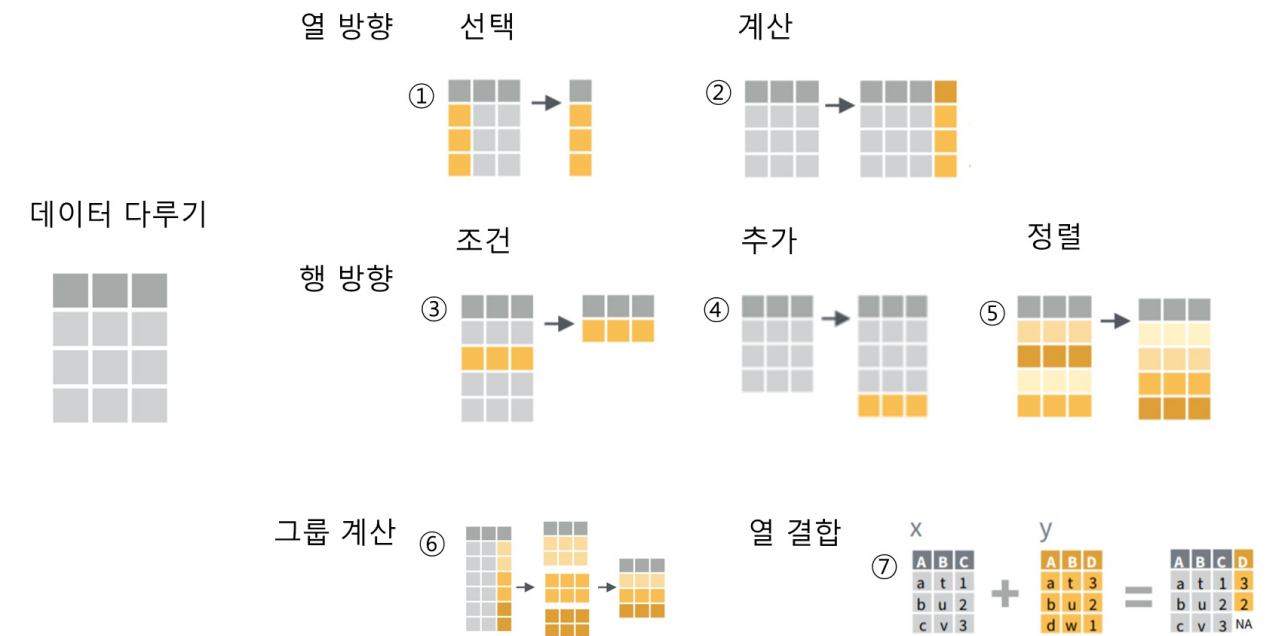 열 방향 선택 계산
① ②
데이터 다루기
행 방향 조건 추가 정렬
③ ④ ⑤
그룹 계산 ⑥
열 결합 ⑦
x y
A B C A B D A B C D
a t 1 + a t 3 = a t 1 3
b u 2 b u 2 b u 2 2
c v 3 d w 1 c v 3 NA